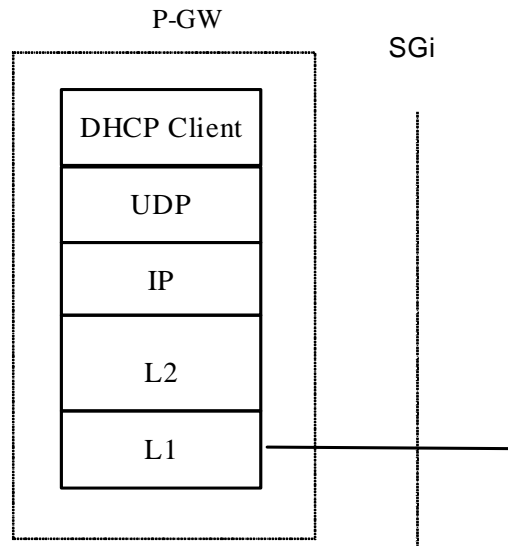 P-GW
SGi
DHCP Client
UDP
IP
L2
L1